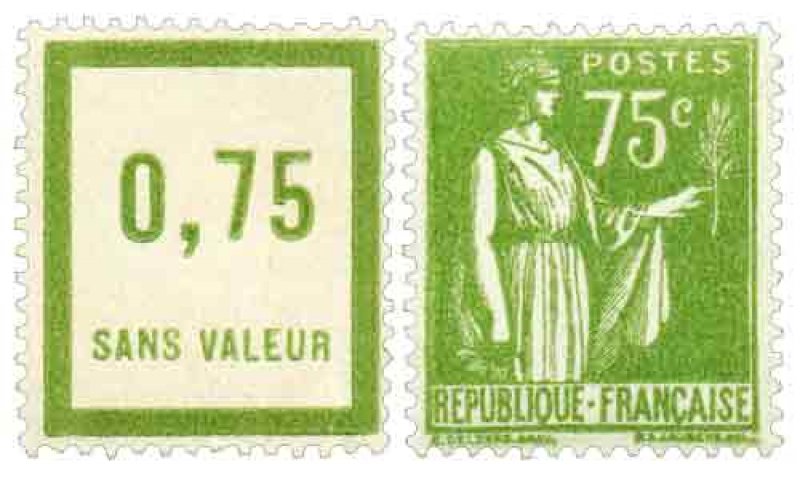 0,75
SANS VALEUR
POSTES
75c
REPUBLIQUE-FRANÇAISE